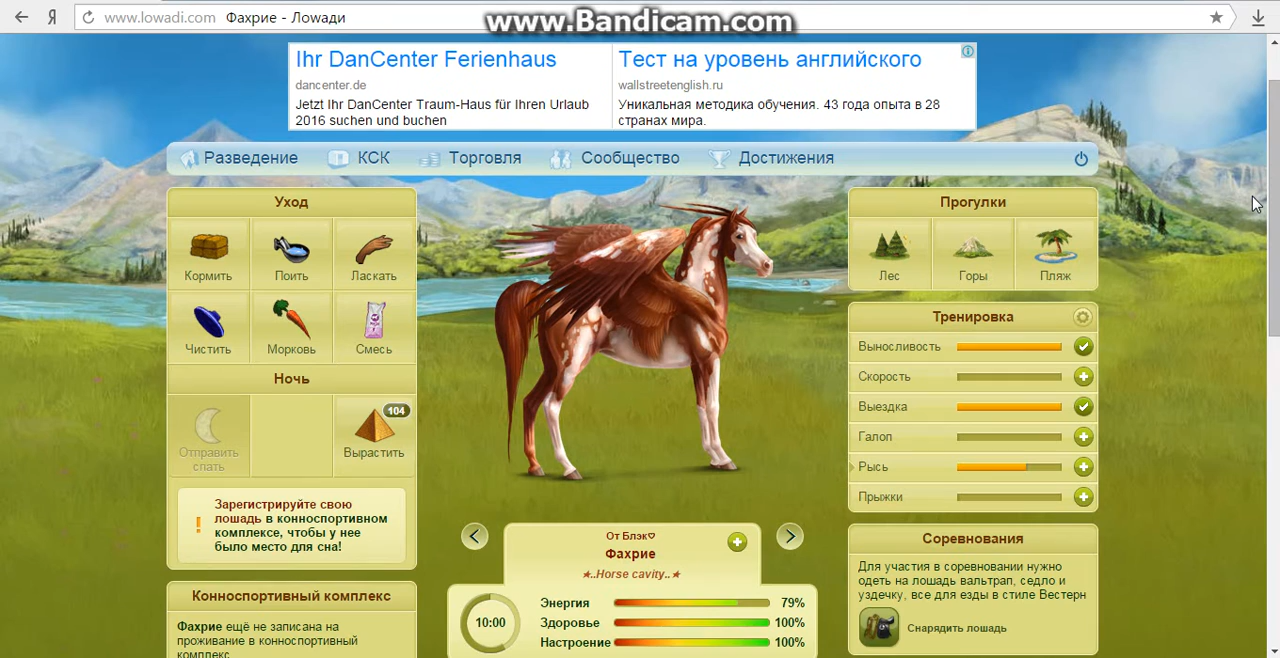 www.lowadi.com Фахрие - Lowади
www.Bandicam.com
Ihr DanCenter Ferienhaus
dancenter.de
Jetzt Ihr DanCenter Traum-Haus für Ihren Urlaub
2016 suchen und buchen
Тест на уровень английского
wallstreetenglish.ru
Уникальная методика обучения. 43 года опыта в 28
странах мира.
Разведение КСК Торговля Сообщество Достижения
Уход
Кормить Поить Ласкать
Чистить Морковь Смесь
Ночь
104
Отправить
спать
Вырастить
Зарегистрируйте свою
лошадь в конноспортивном
комплексе, чтобы у нее
было место для сна!
Конноспортивный комплекс
Фахрие ещё не записана на
проживание в конноспортивный
комплекс
От Блэк♡
Фахрие
★..Horse cavity..★
10:00
Энергия 79%
Здоровье 100%
Настроение 100%
Прогулки
Лес Горы Пляж
Тренировка
Выносливость
Скорость
Выездка
Галоп
Рысь
Прыжки
Соревнования
Для участия в соревновании нужно
одеть на лошадь вальтрап, седло и
уздечку, все для езды в стиле Вестерн
Снарядить лошадь